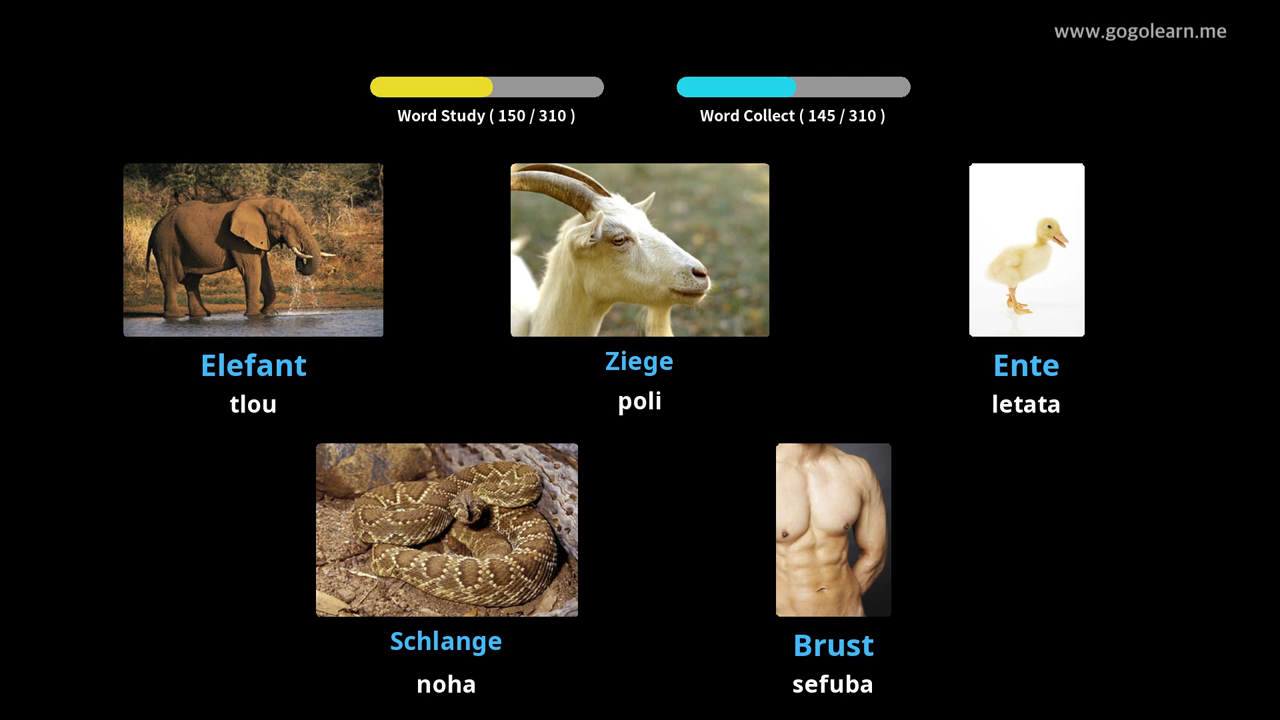 www.gogolearn.me
Word Study ( 150 / 310 )
Word Collect ( 145 / 310 )
Elefant
tlou
Ziege
poli
Ente
letata
Schlange
noha
Brust
sefuba